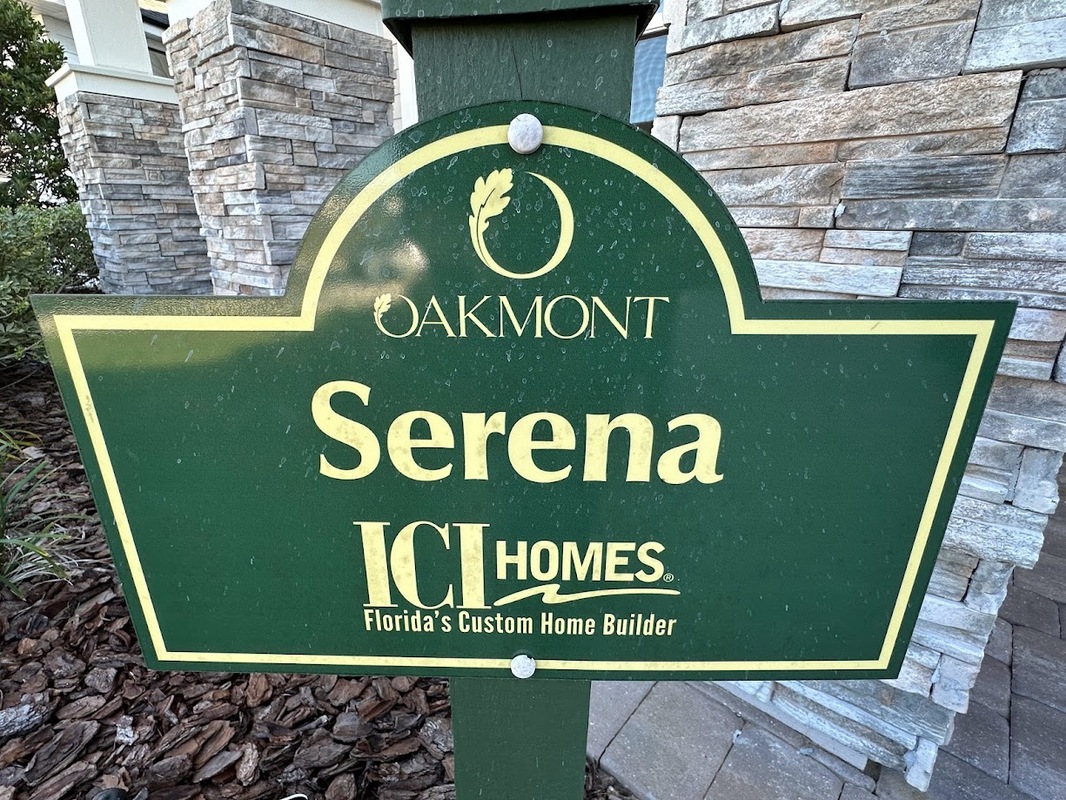 OAKMONT
Serena
ICI HOMES®
Florida's Custom Home Builder